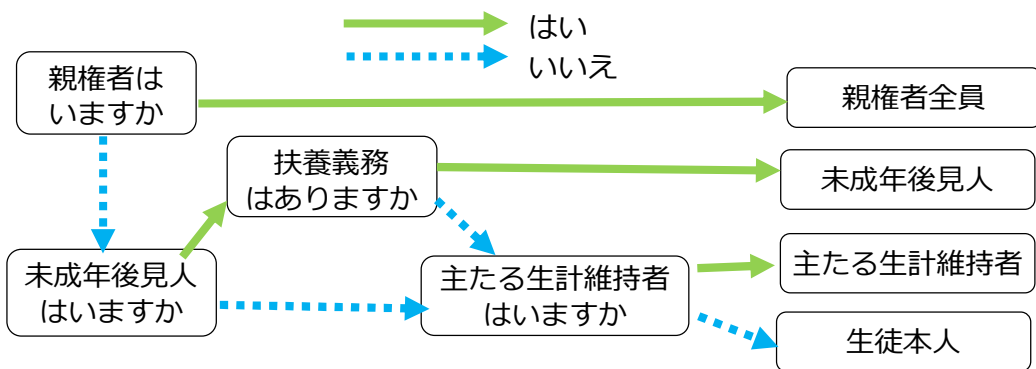 はい
いいえ
親権者は
いますか
親権者全員
扶養義務
はありますか
未成年後見人
未成年後見人
はいますか
主たる生計維持者
はいますか
主たる生計維持者
生徒本人